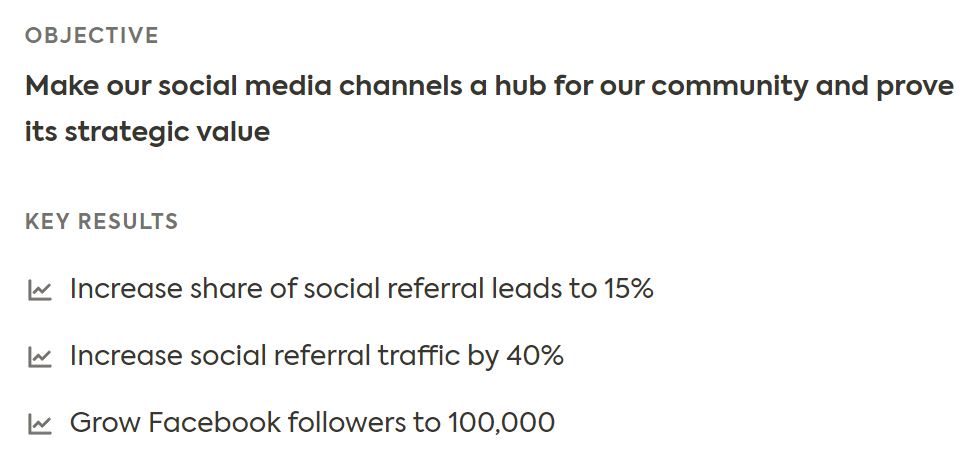 OBJECTIVE
Make our social media channels a hub for our community and prove
its strategic value
KEY RESULTS
Increase share of social referral leads to 15%
Increase social referral traffic by 40%
Grow Facebook followers to 100,000